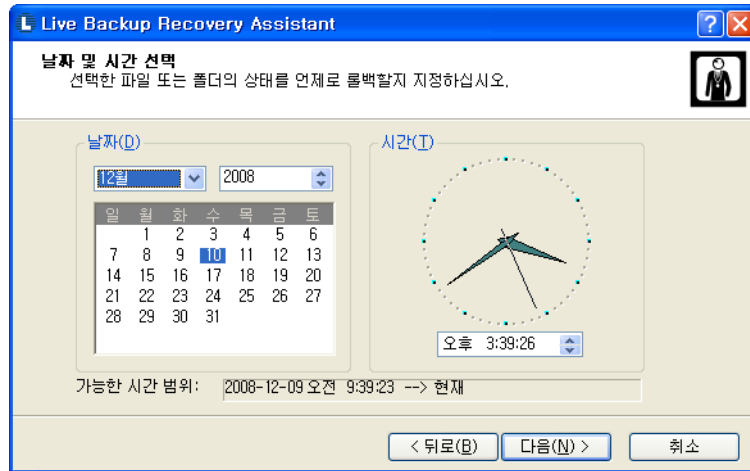 Live Backup Recovery Assistant
날짜 및 시간 선택
선택한 파일 또는 폴더의 상태를 언제로 롤백할지 지정하십시오.
날짜(D)
12월 2008
일 월 화 수 목 금 토
1 2 3 4 5 6
7 8 9 10 11 12 13
14 15 16 17 18 19 20
21 22 23 24 25 26 27
28 29 30 31
시간(T)
오후 3:39:26
가능한 시간 범위: 2008-12-09 오전 9:39:23 --> 현재
< 뒤로(B) 다음(N) > 취소